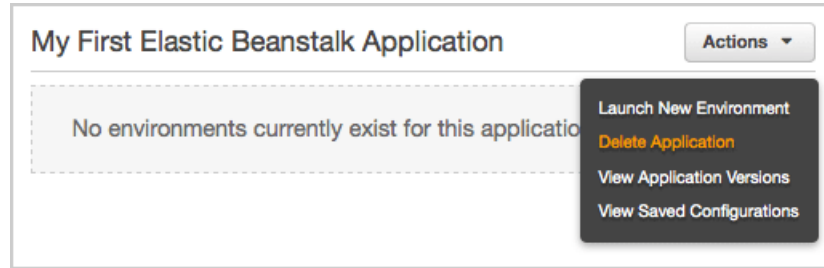 My First Elastic Beanstalk Application
Actions
No environments currently exist for this applicatio
Launch New Environment
Delete Application
View Application Versions
View Saved Configurations